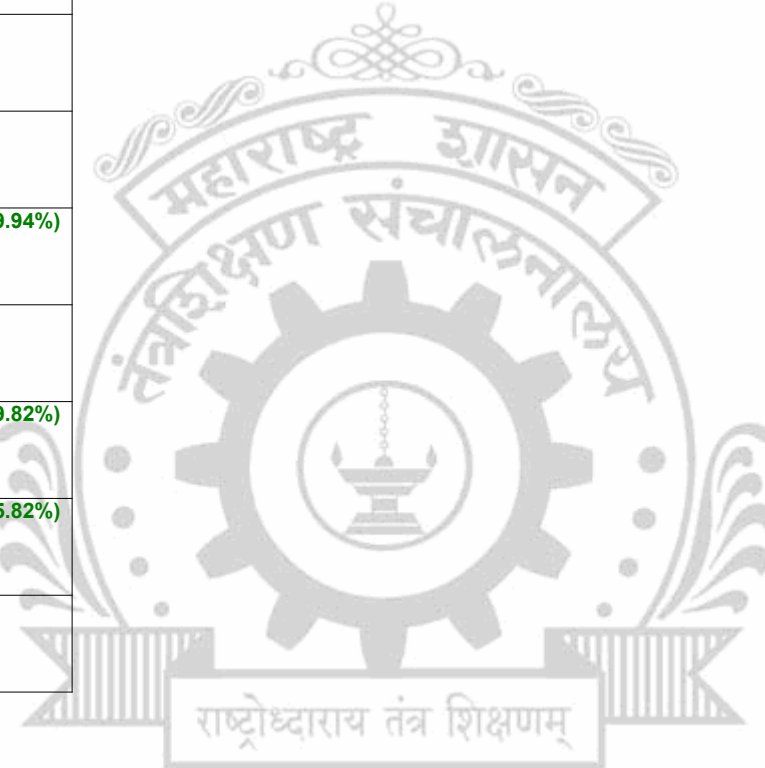 महाराष्ट्र शासन
तंत्रशिक्षण संचालनालय
9.94%)
9.82%)
5.82%)
राष्ट्रोध्दाराय तंत्र शिक्षणम्